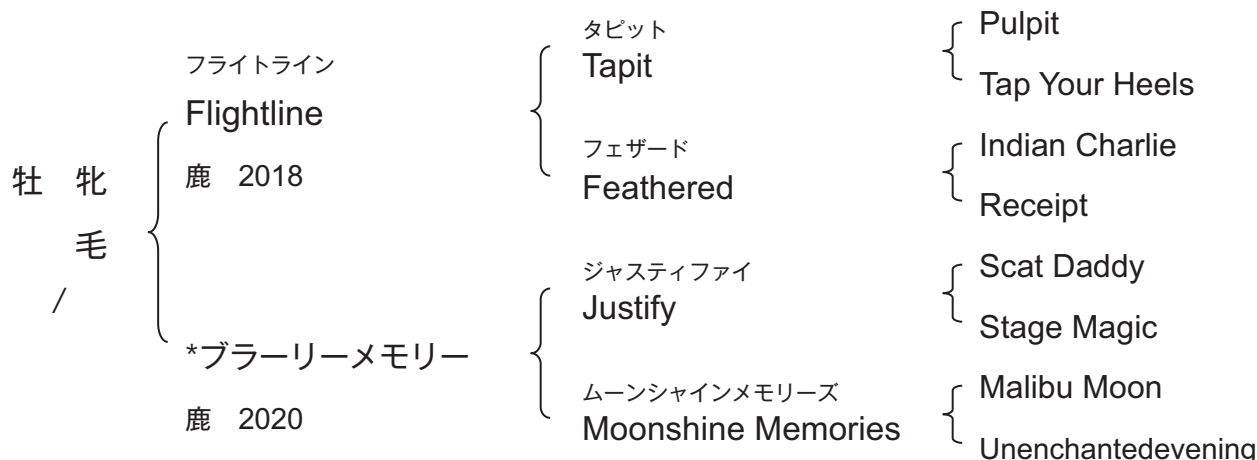 牡　牝
毛
/
フライトライン
Flightline
鹿　2018
*ブラーリーメモリー
鹿　2020
タピット
Tapit
フェザード
Feathered
ジャスティファイ
Justify
ムーンシャインメモリーズ
Moonshine Memories
Pulpit
Tap Your Heels
Indian Charlie
Receipt
Scat Daddy
Stage Magic
Malibu Moon
Unenchantedevening